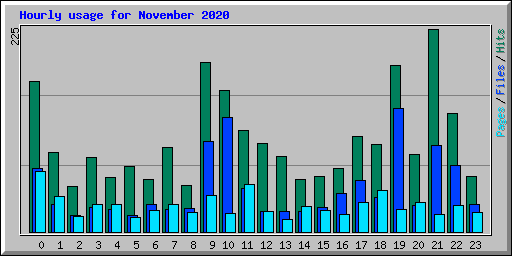 Hourly usage for November 2020
225
Pages/Files/Hits
0 1 2 3 4 5 6 7 8 9 10 11 12 13 14 15 16 17 18 19 20 21 22 23